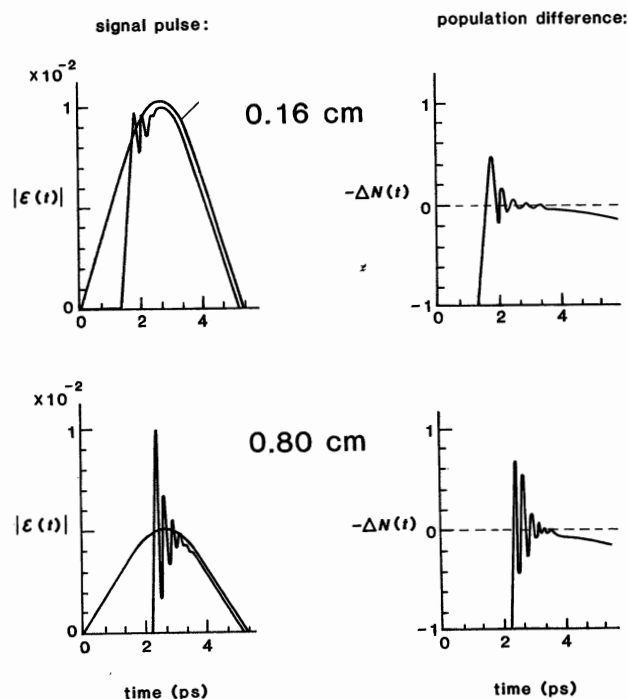 signal pulse:
population difference:
×10⁻²
1
|ε(t)|
0
0 2 4
0.16 cm
1
-ΔN(t)
0
-1
0 2 4
×10⁻²
1
|ε(t)|
0
0 2 4
time (ps)
0.80 cm
1
-ΔN(t)
0
-1
0 2 4
time (ps)